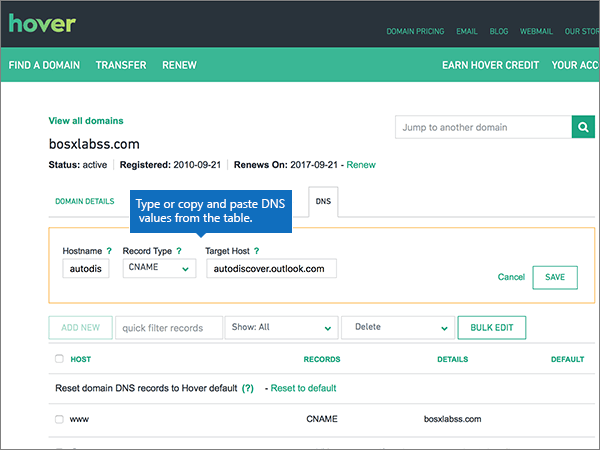 hover
DOMAIN PRICING EMAIL BLOG WEBMAIL OUR STOR
FIND A DOMAIN TRANSFER RENEW EARN HOVER CREDIT YOUR ACC
View all domains
Jump to another domain
bosxlabss.com
Status: active Registered: 2010-09-21 Renews On: 2017-09-21 - Renew
DOMAIN DETAILS DNS
Type or copy and paste DNS
values from the table.
Hostname ? Record Type ? Target Host ?
autodis CNAME autodiscover.outlook.com
Cancel SAVE
ADD NEW quick filter records Show: All Delete BULK EDIT
HOST RECORDS DETAILS DEFAULT
Reset domain DNS records to Hover default (?) - Reset to default
www CNAME bosxlabss.com